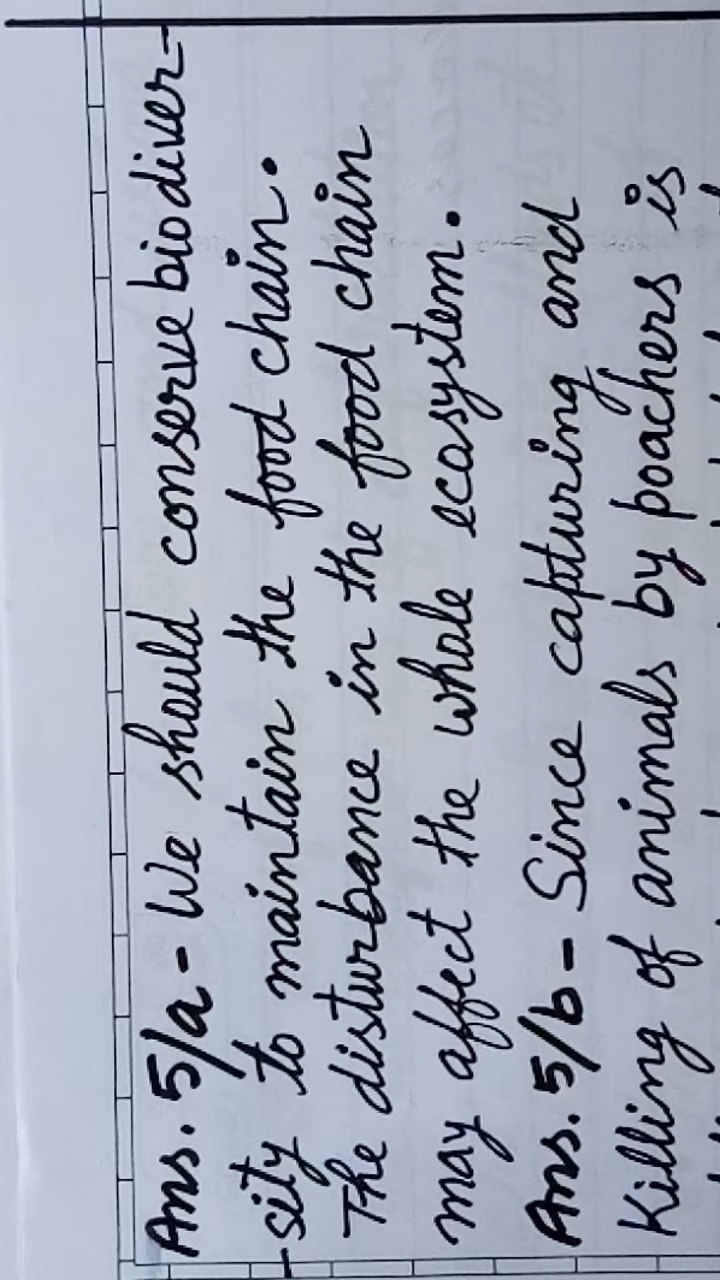 Ans. 5/a - We should conserve biodiver-
-sity to maintain the food chain.
The disturbance in the food chain
may affect the whole ecosystem.
Ans. 5/b - Since capturing and
Killing of animals by poachers is